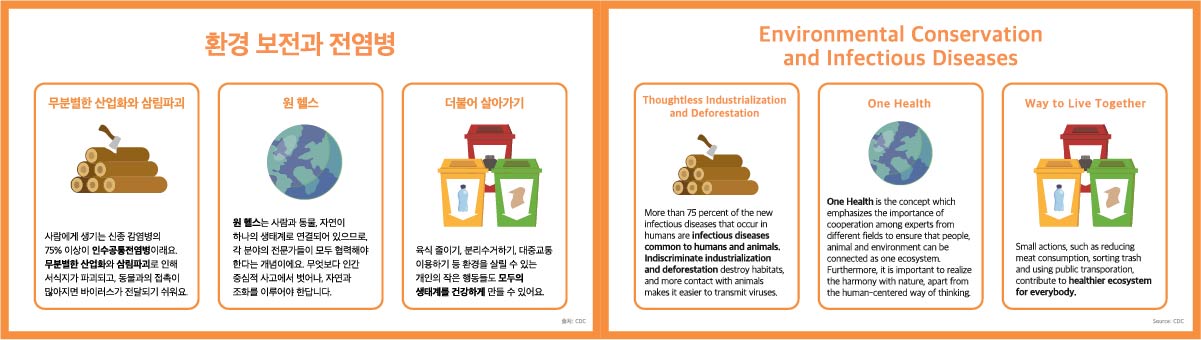 환경 보전과 전염병
무분별한 산업화와 삼림파괴
사람에게 생기는 신종 감염병의
75% 이상이 인수공통전염병이래요.
무분별한 산업화와 삼림파괴로 인해
서식지가 파괴되고, 동물과의 접촉이
많아지면 바이러스가 전달되기 쉬워요.
원 헬스
원 헬스는 사람과 동물, 자연이
하나의 생태계로 연결되어 있으므로,
각 분야의 전문가들이 모두 협력해야
한다는 개념이에요. 무엇보다 인간
중심적 사고에서 벗어나, 자연과
조화를 이루어야 한답니다.
더불어 살아가기
육식 줄이기, 분리수거하기, 대중교통
이용하기 등 환경을 살릴 수 있는
개인의 작은 행동들도 모두의
생태계를 건강하게 만들 수 있어요.
출처: CDC
Environmental Conservation
and Infectious Diseases
Thoughtless Industrialization
and Deforestation
More than 75 percent of the new
infectious diseases that occur in
humans are infectious diseases
common to humans and animals.
Indiscriminate industrialization
and deforestation destroy habitats,
and more contact with animals
makes it easier to transmit viruses.
One Health
One Health is the concept which
emphasizes the importance of
cooperation among experts from
different fields to ensure that people,
animal and environment can be
connected as one ecosystem.
Furthermore, it is important to realize
the harmony with nature, apart from
the human-centered way of thinking.
Way to Live Together
Small actions, such as reducing
meat consumption, sorting trash
and using public transporation,
contribute to healthier ecosystem
for everybody.
Source: CDC